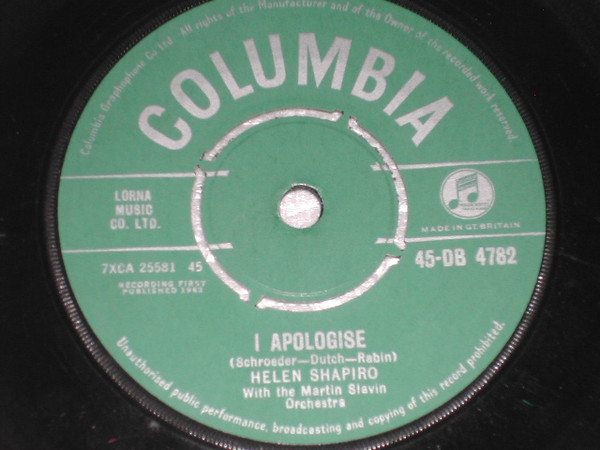 Columbia Graphophone Co Ltd. All rights of the Manufacturer and of the Owner of the recorded work reserved.
COLUMBIA
LORNA
MUSIC
CO. LTD.
MADE IN GT. BRITAIN
7XCA 25581 45
45-DB 4782
RECORDING FIRST
PUBLISHED 1962
I APOLOGISE
(Schroeder—Dutch—Rabin)
HELEN SHAPIRO
With the Martin Slavin
Orchestra
Unauthorised public performance, broadcasting and copying of this record prohibited.